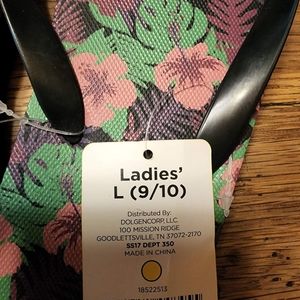 Ladies'
L (9/10)
Distributed By:
DOLGENCORP, LLC
100 MISSION RIDGE
GOODLETTSVILLE, TN 37072-2170
SS17 DEPT 350
MADE IN CHINA
18522513